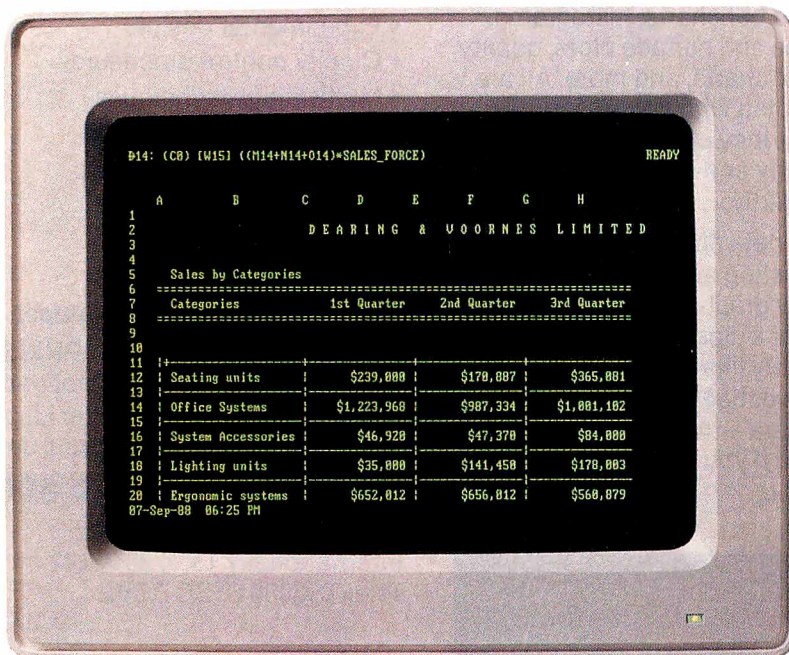 D14: (C0) [W15] ((M14+N14+O14)*SALES_FORCE) READY
A B C D E F G H
1
2 DEARING & VOORNES LIMITED
3
4
5 Sales by Categories
6 ==========
7 Categories 1st Quarter 2nd Quarter 3rd Quarter
8 ==========
9
10
11
12 Seating units $239,000 $170,887 $365,081
13
14 Office Systems $1,223,968 $987,334 $1,001,102
15
16 System Accessories $46,920 $47,370 $84,000
17
18 Lighting units $35,000 $141,450 $178,003
19
20 Ergonomic systems $652,012 $656,012 $560,879
07-Sep-88 06:25 PM